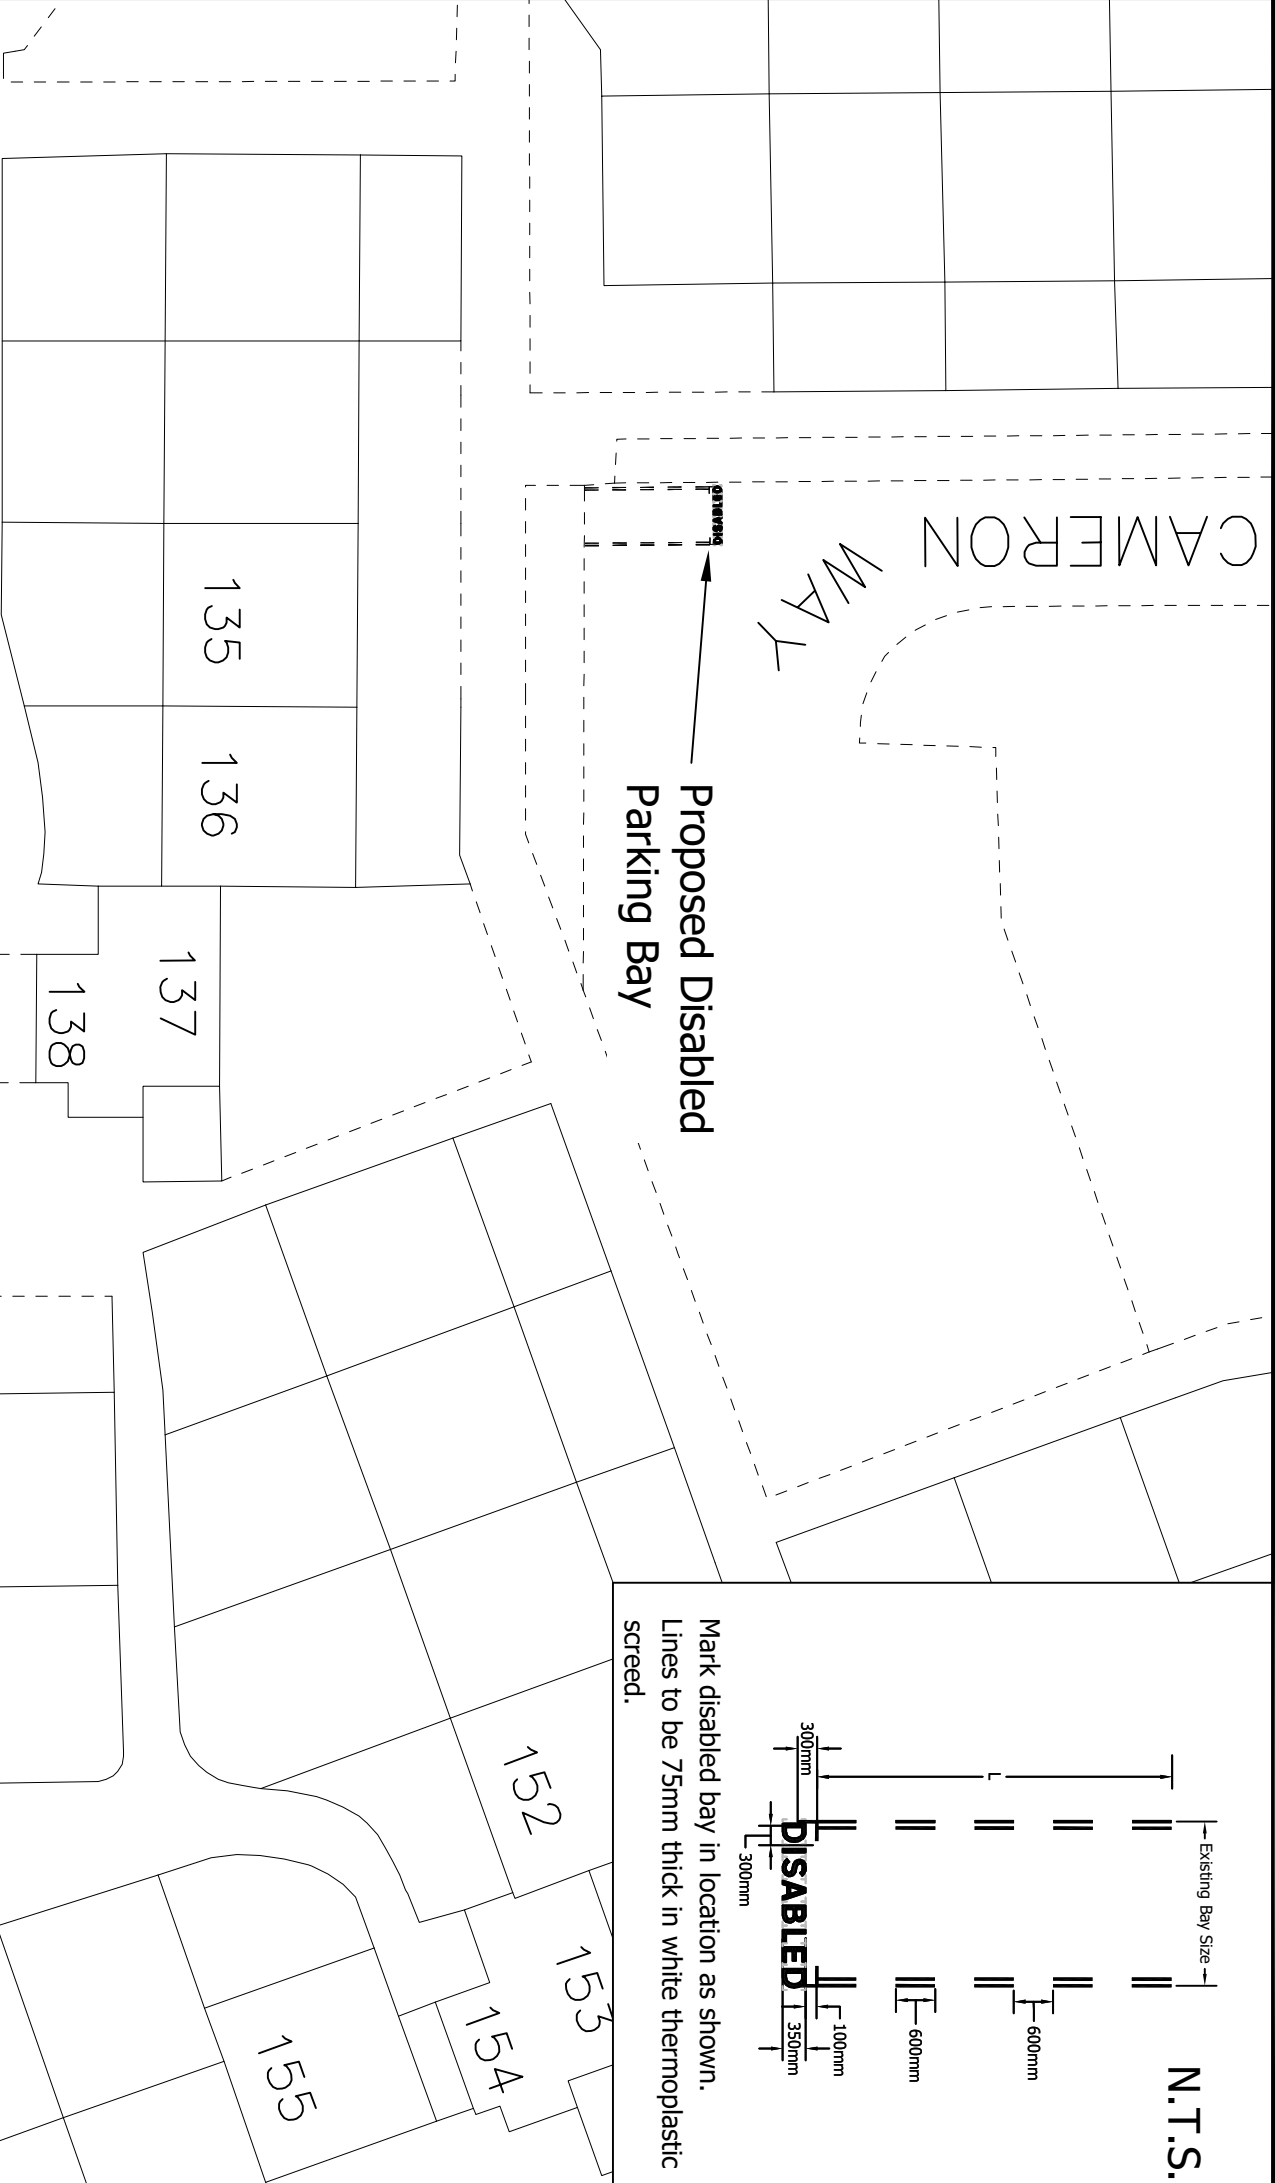 N.T.S.
Existing Bay Size
L
600mm
600mm
100mm
350mm
300mm
300mm
DISABLED
Mark disabled bay in location as shown.
Lines to be 75mm thick in white thermoplastic
screed.
CAMERON
WAY
DISABLED
Proposed Disabled
Parking Bay
135
136
137
138
152
153
154
155